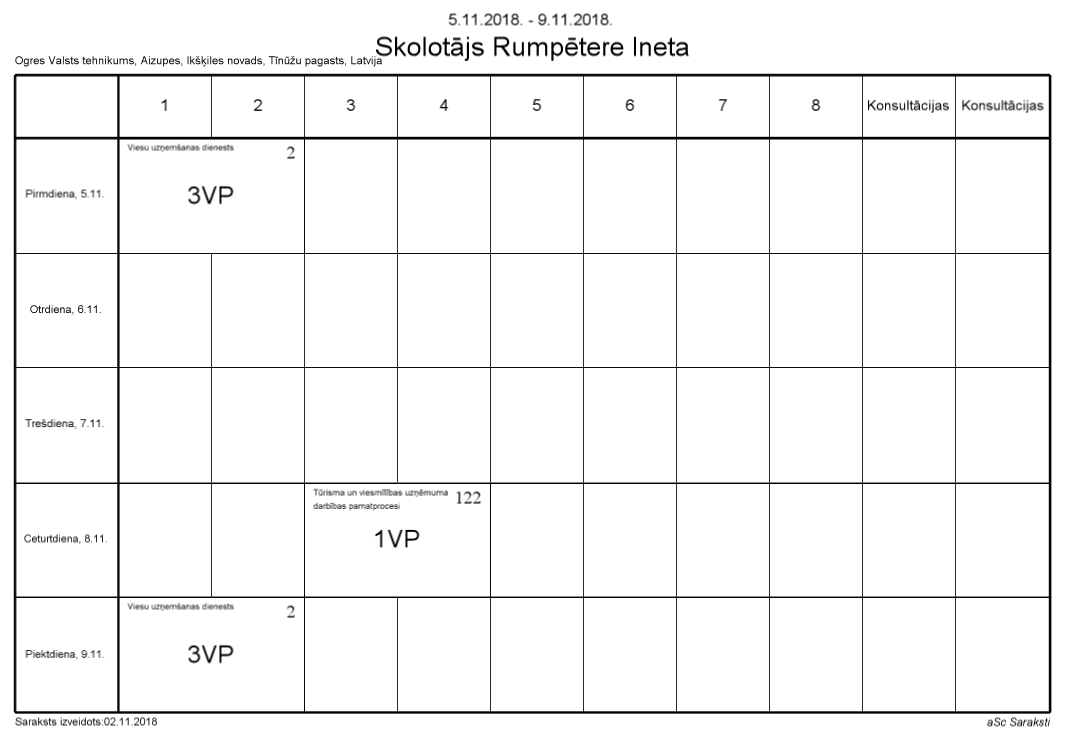 5.11.2018. - 9.11.2018.
Skolotājs Rumpētere Ineta
Ogres Valsts tehnikums, Aizupes, Ikšķiles novads, Tīnūžu pagasts, Latvija
1 2 3 4 5 6 7 8 Konsultācijas Konsultācijas
Viesu uzņemšanas dienests 2
Pirmdiena, 5.11. 3VP
Otrdiena, 6.11.
Trešdiena, 7.11.
Tūrisma un viesmīlības uzņēmuma 122
darbības pamatprocesi
Ceturtdiena, 8.11. 1VP
Viesu uzņemšanas dienests 2
Piektdiena, 9.11. 3VP
Saraksts izveidots:02.11.2018 aSc Saraksti